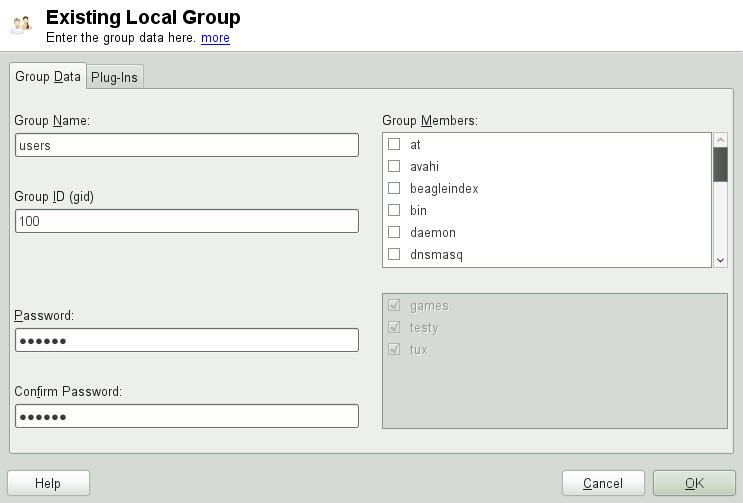 Existing Local Group
Enter the group data here. more
Group Data Plug-Ins
Group Name:
users
Group ID (gid)
100
Password:
●●●●●●
Confirm Password:
●●●●●●
Group Members:
at
avahi
beagleindex
bin
daemon
dnsmasq
games
testy
tux
Help Cancel OK